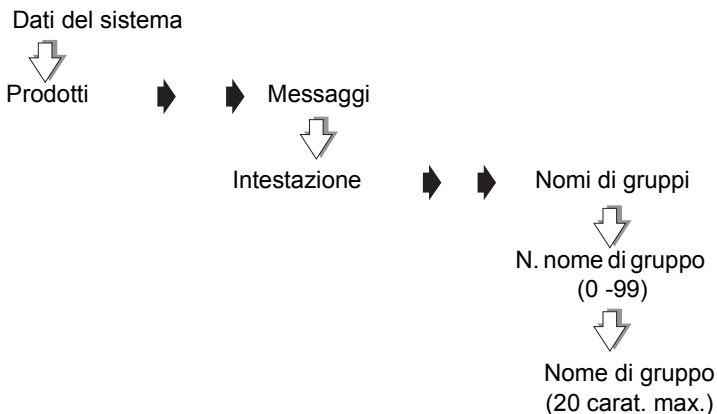 Dati del sistema
Prodotti
Messaggi
Intestazione
Nomi di gruppi
N. nome di gruppo
(0 -99)
Nome di gruppo
(20 carat. max.)